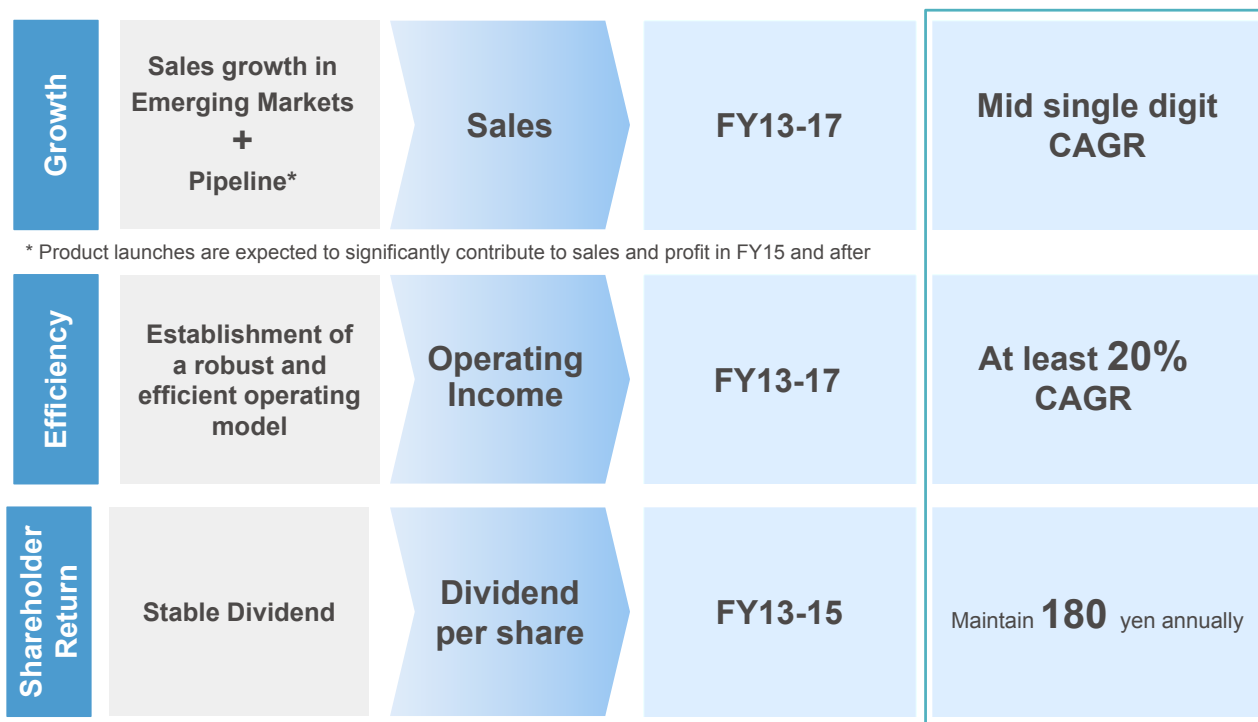 Growth
Sales growth in
Emerging Markets
+
Pipeline*
Sales
FY13-17
Mid single digit
CAGR
* Product launches are expected to significantly contribute to sales and profit in FY15 and after
Efficiency
Establishment of
a robust and
efficient operating
model
Operating
Income
FY13-17
At least 20%
CAGR
Shareholder
Return
Stable Dividend
Dividend
per share
FY13-15
Maintain 180 yen annually